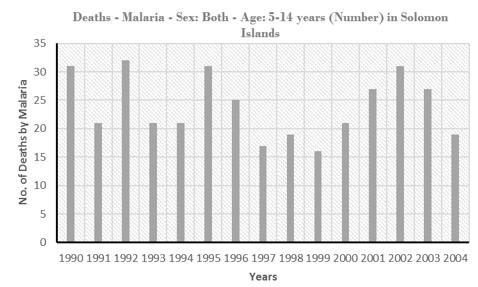 Deaths - Malaria - Sex: Both - Age: 5-14 years (Number) in Solomon
Islands
35
30
25
20
15
10
5
0
No. of Deaths by Malaria
1990 1991 1992 1993 1994 1995 1996 1997 1998 1999 2000 2001 2002 2003 2004
Years